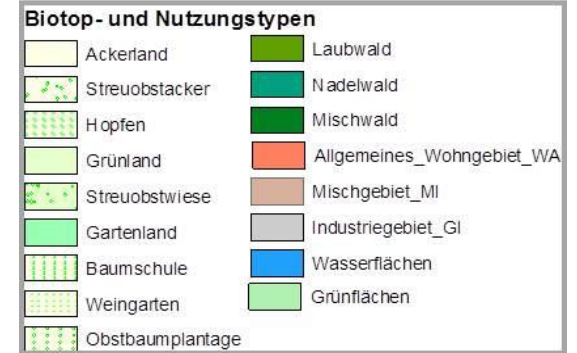 Biotop- und Nutzungstypen
Ackerland
Streuobstacker
Hopfen
Grünland
Streuobstwiese
Gartenland
Baumschule
Weingarten
Obstbaumplantage
Laubwald
Nadelwald
Mischwald
Allgemeines_Wohngebiet_WA
Mischgebiet_MI
Industriegebiet_GI
Wasserflächen
Grünflächen